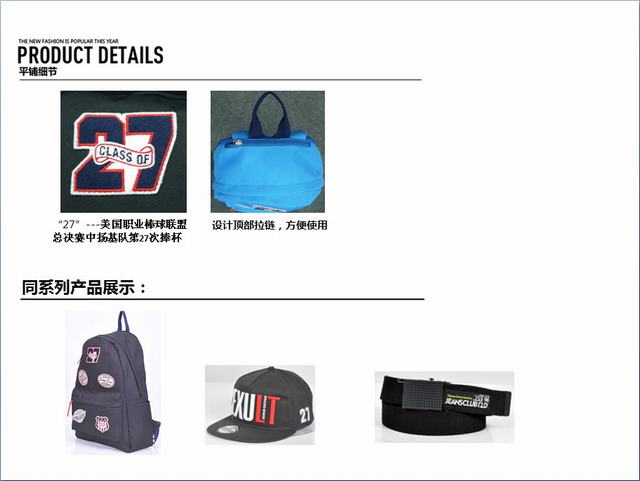 THE NEW FASHION IS POPULAR THIS YEAR
PRODUCT DETAILS
平铺细节
27
CLASS OF
“27”---美国职业棒球联盟
总决赛中扬基队第27次捧杯
设计顶部拉链，方便使用
同系列产品展示：
27
EXULT
27
JEANSCLUB